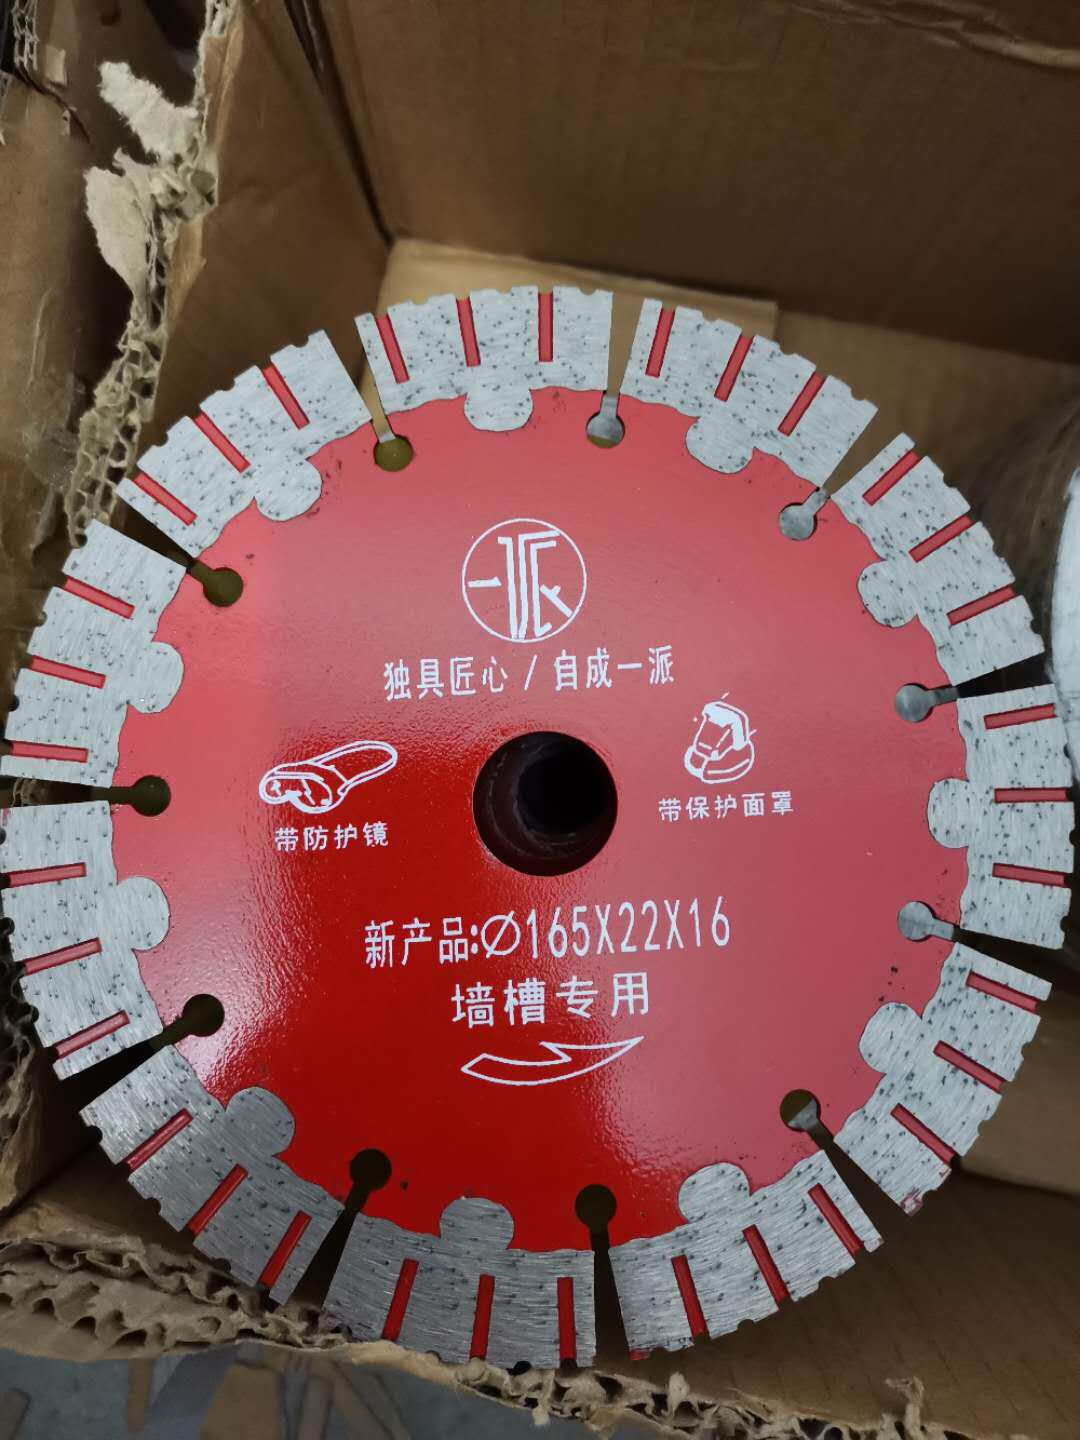 一派
独具匠心/自成一派
带防护镜
带保护面罩
新产品:Ø165X22X16
墙槽专用